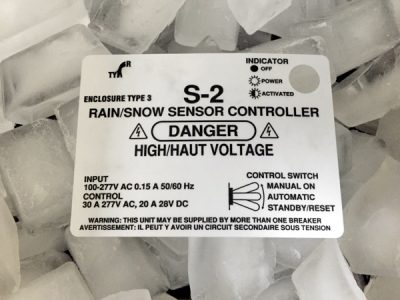 INDICATOR
OFF
POWER
ACTIVATED
ENCLOSURE TYPE 3
S-2
RAIN/SNOW SENSOR CONTROLLER
DANGER
HIGH/HAUT VOLTAGE
INPUT
100-277V AC 0.15 A 50/60 Hz
CONTROL
30 A 277V AC, 20 A 28V DC
CONTROL SWITCH
MANUAL ON
AUTOMATIC
STANDBY/RESET
WARNING: THIS UNIT MAY BE SUPPLIED BY MORE THAN ONE BREAKER
AVERTISSEMENT: IL PEUT Y AVOIR UN CIRCUIT SECONDAIRE SOUS TENSION